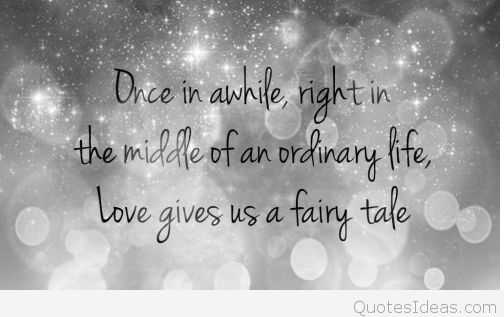 Once in awhile, right in
the middle of an ordinary life,
Love gives us a fairy tale
QuotesIdeas.com